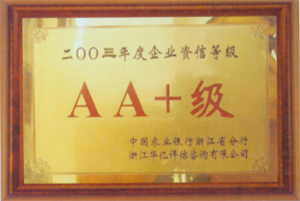 二〇〇三年度企业资信等级
AA+级
中国农业银行浙江省分行
浙江华亿评估咨询有限公司